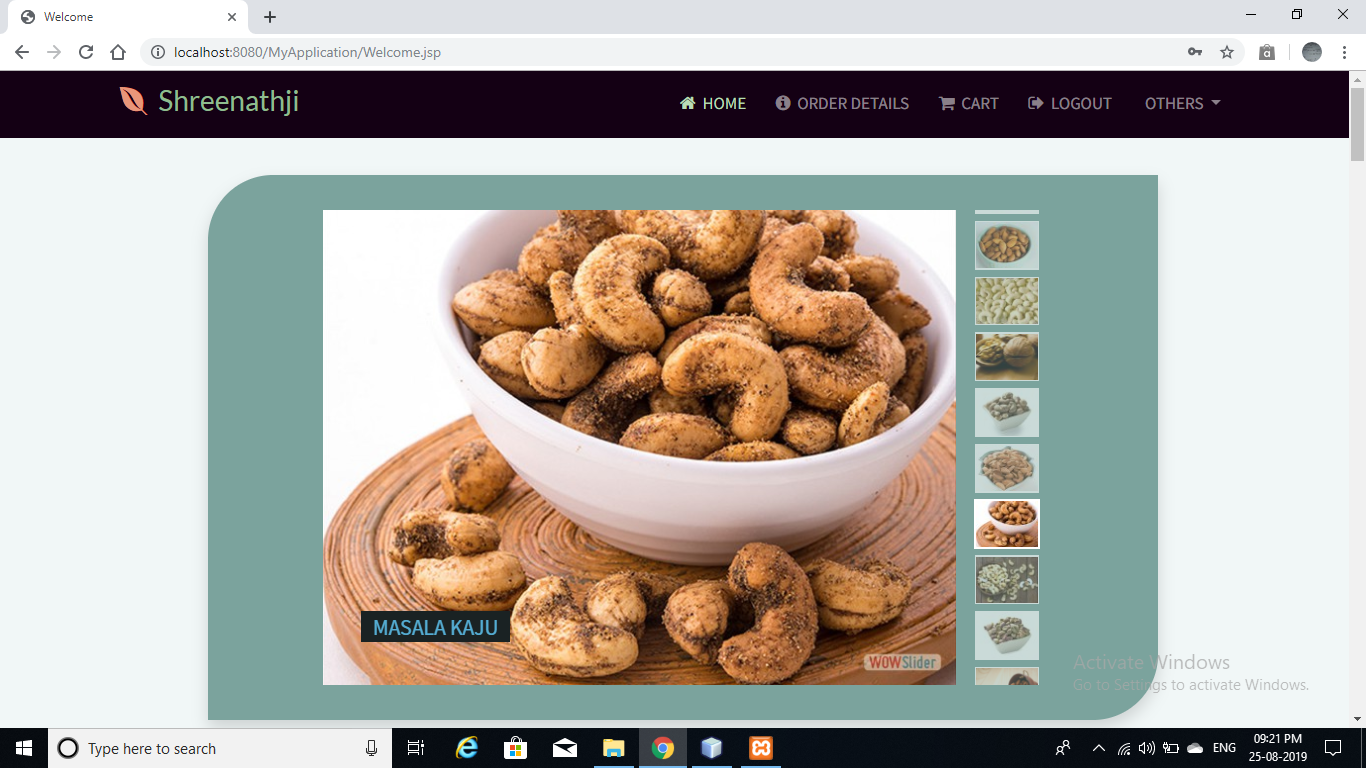 Welcome
localhost:8080/MyApplication/Welcome.jsp
Shreenathji
HOME
ORDER DETAILS
CART
LOGOUT
OTHERS
MASALA KAJU
WOWSlider
Activate Windows
Go to Settings to activate Windows.
Type here to search
ENG
09:21 PM
25-08-2019